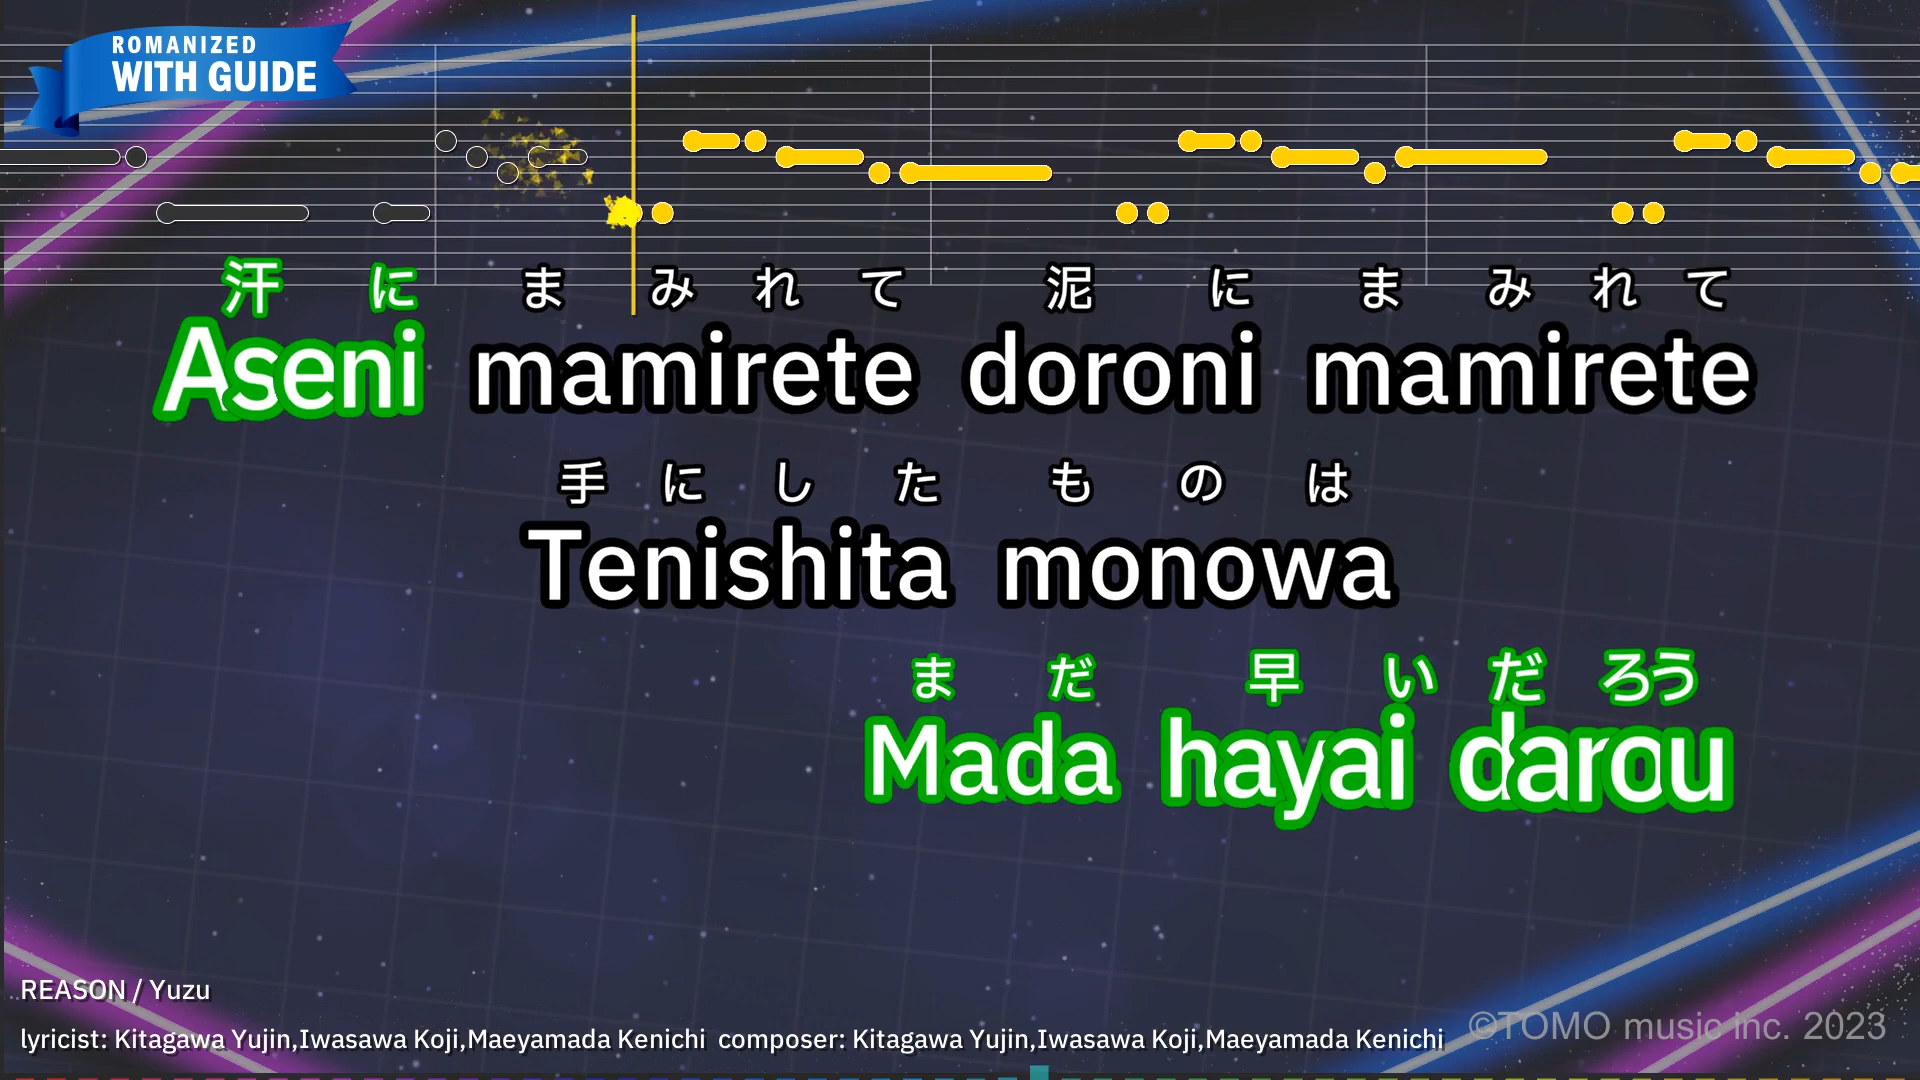 ROMANIZED
WITH GUIDE
汗にまみれて泥にまみれて
Aseni mamirete doroni mamirete
手にしたものは
Tenishita monowa
まだ早いだろう
Mada hayai darou
REASON / Yuzu
lyricist: Kitagawa Yujin,Iwasawa Koji,Maeyamada Kenichi composer: Kitagawa Yujin,Iwasawa Koji,Maeyamada Kenichi
©TOMO music inc. 2023